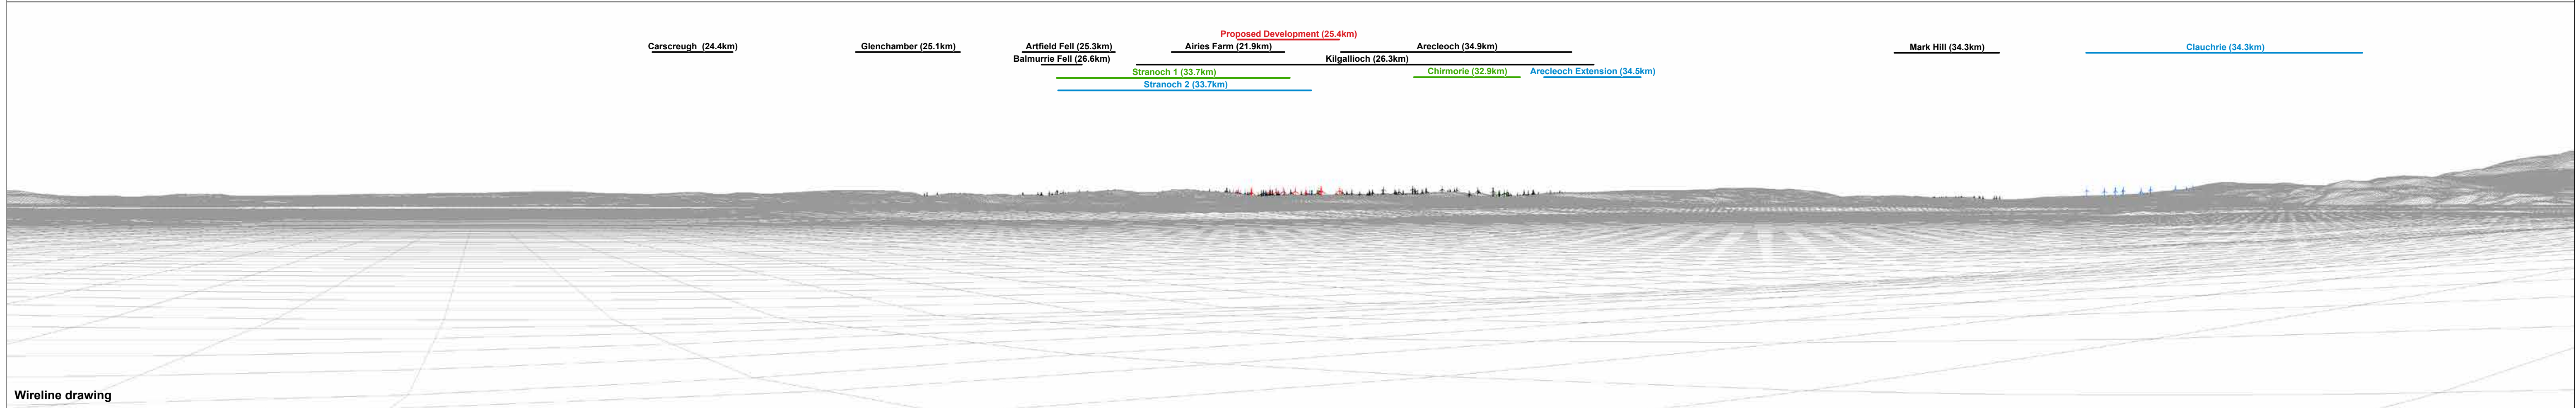 Proposed Development (25.4km)
Carscreugh  (24.4km)
Glenchamber (25.1km)
Artfield Fell (25.3km)
Airies Farm (21.9km)
Arecleoch (34.9km)
Mark Hill (34.3km)
Clauchrie (34.3km)
Balmurrie Fell (26.6km)
Kilgallioch (26.3km)
Stranoch 1 (33.7km)
Chirmorie (32.9km)
Arecleoch Extension (34.5km)
Stranoch 2 (33.7km)
Wireline drawing